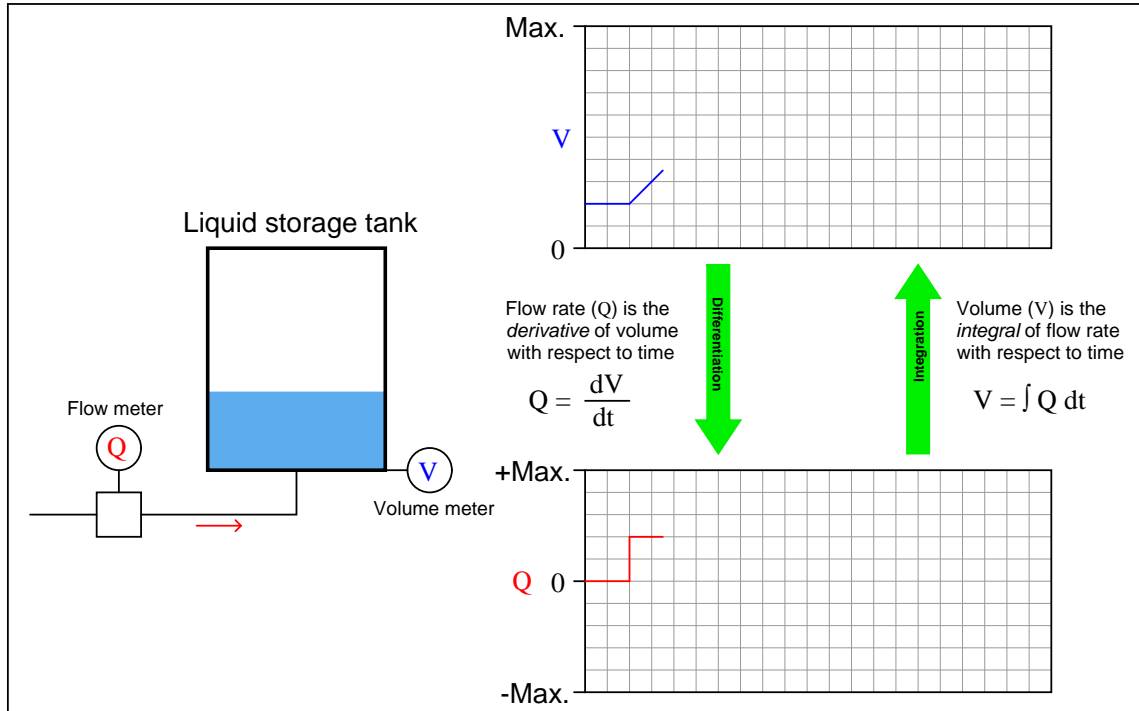 Max.
V
0
Liquid storage tank
Flow meter
Q
V
Volume meter
Flow rate (Q) is the
derivative of volume
with respect to time
Q = dV
dt
Differentiation
Integration
Volume (V) is the
integral of flow rate
with respect to time
V = ∫ Q dt
+Max.
Q 0
-Max.